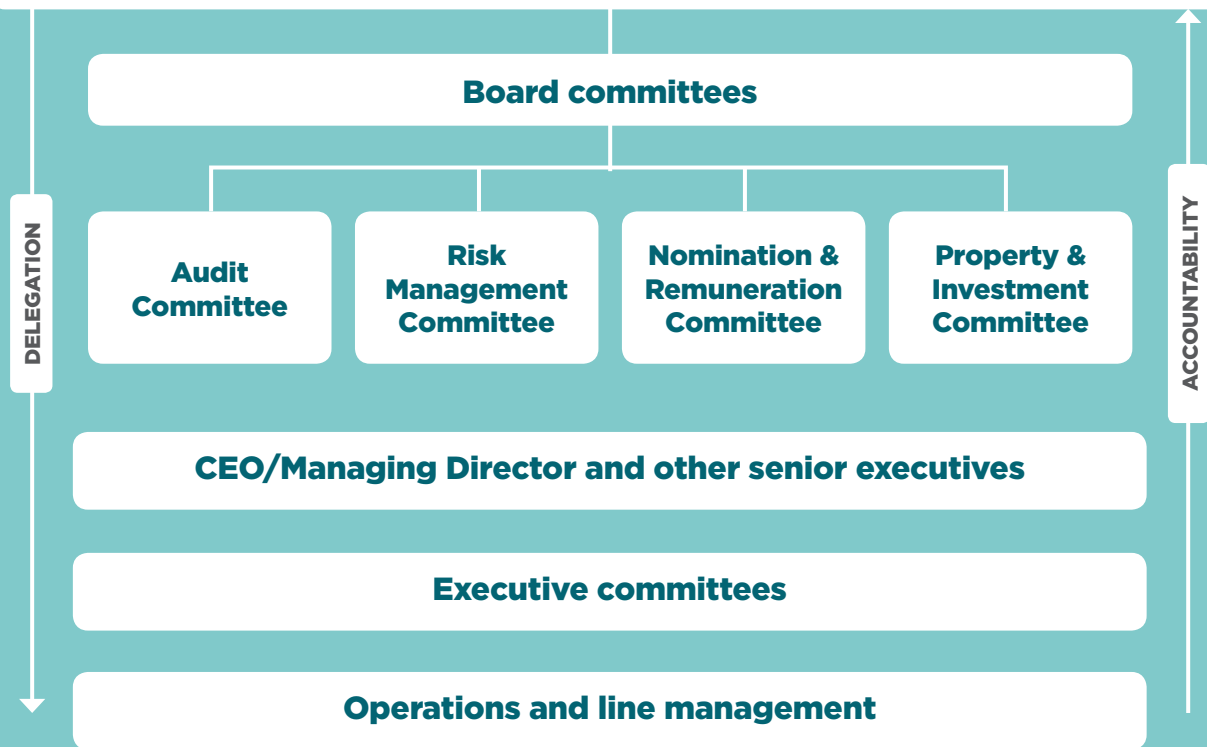 Board committees
DELEGATION
Audit
Committee
Risk
Management
Committee
Nomination &
Remuneration
Committee
Property &
Investment
Committee
ACCOUNTABILITY
CEO/Managing Director and other senior executives
Executive committees
Operations and line management